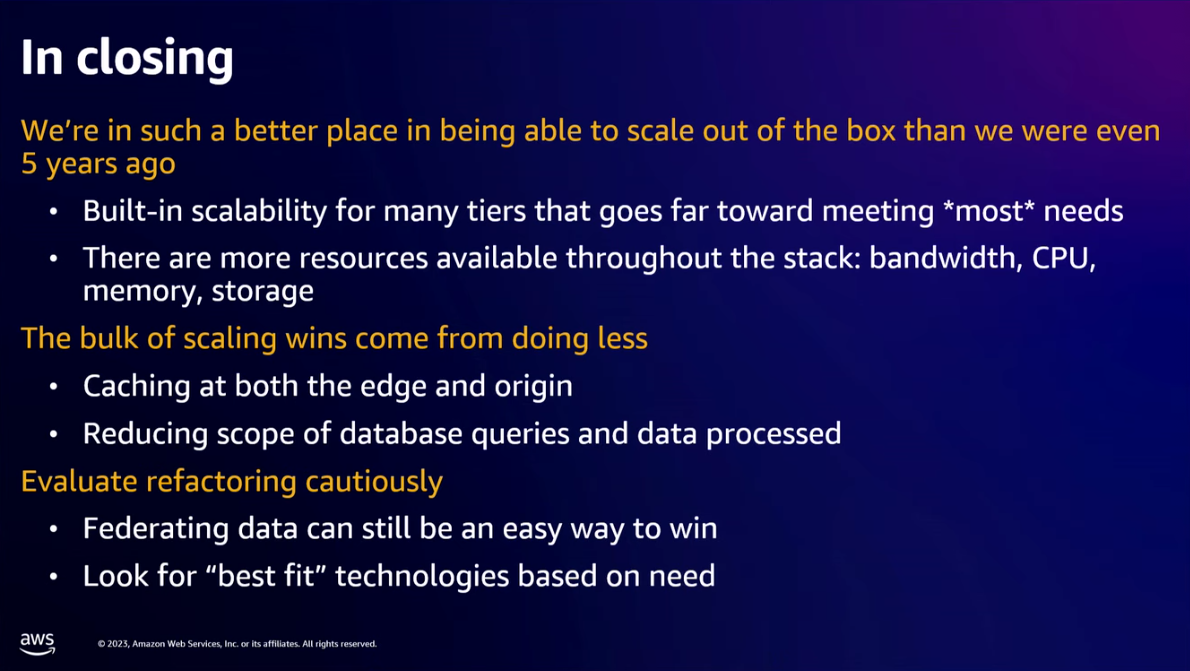 In closing
We’re in such a better place in being able to scale out of the box than we were even
5 years ago
• Built-in scalability for many tiers that goes far toward meeting *most* needs
• There are more resources available throughout the stack: bandwidth, CPU,
memory, storage
The bulk of scaling wins come from doing less
• Caching at both the edge and origin
• Reducing scope of database queries and data processed
Evaluate refactoring cautiously
• Federating data can still be an easy way to win
• Look for “best fit” technologies based on need
aws
© 2023, Amazon Web Services, Inc. or its affiliates. All rights reserved.